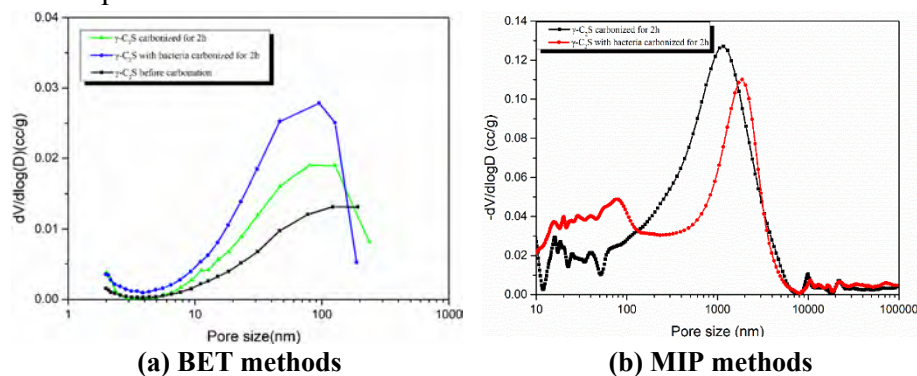 0.04
0.03
0.02
0.01
0.00
dV/dlog(D)(cc/g)
γ-C2S carbonized for 2h
γ-C2S with bacteria carbonized for 2h
γ-C2S before carbonation
1 10 100 1000
Pore size(nm)
(a) BET methods
0.14
0.12
0.10
0.08
0.06
0.04
0.02
0.00
-dV/dlogD (cc/g)
γ-C2S carbonized for 2h
γ-C2S with bacteria carbonized for 2h
10 100 1000 10000 100000
Pore size (nm)
(b) MIP methods